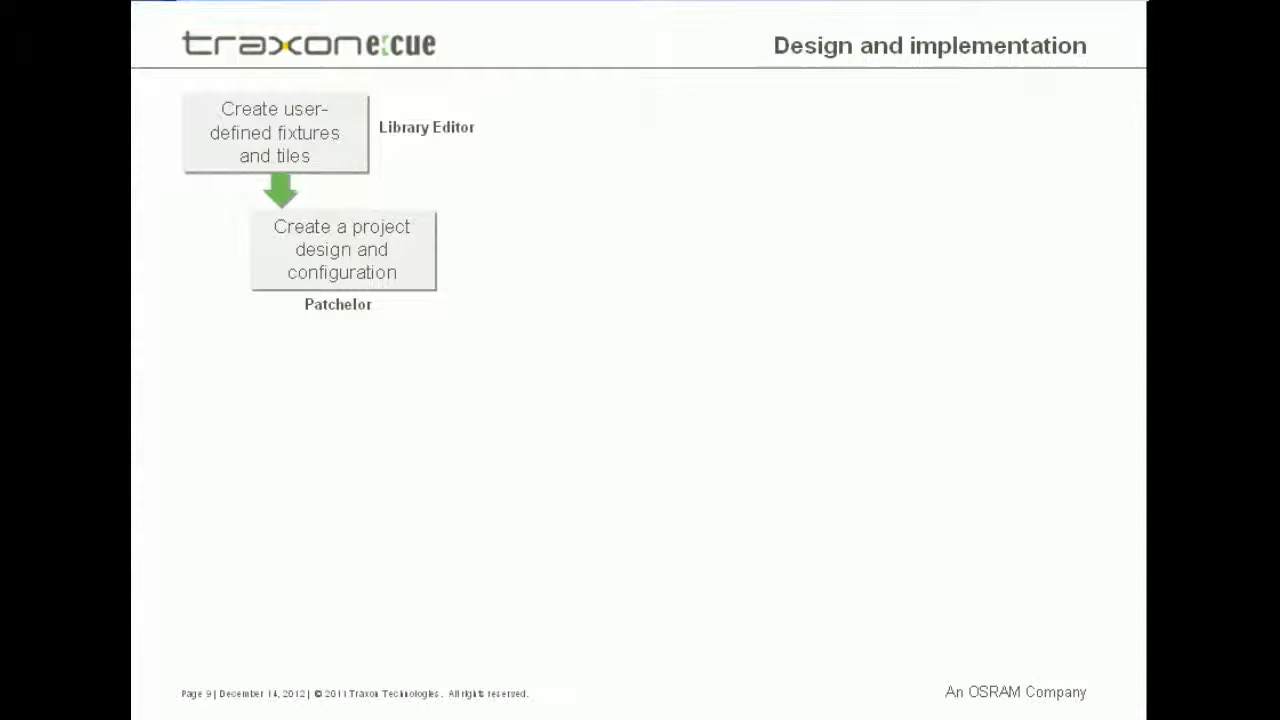 traxon e:cue
Design and implementation
Create user-
defined fixtures
and tiles
Library Editor
Create a project
design and
configuration
Patchelor
Page 9 | December 14, 2012 | © 2011 Traxon Technologies. All rights reserved.
An OSRAM Company